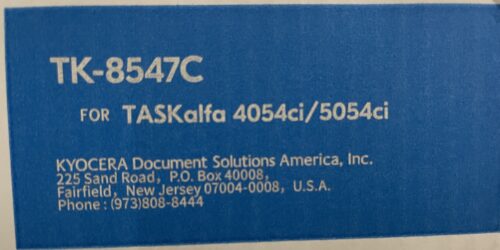 TK-8547C
FOR TASKalfa 4054ci/5054ci
KYOCERA Document Solutions America, Inc.
225 Sand Road, P.O. Box 40008,
Fairfield, New Jersey 07004-0008, U.S.A.
Phone : (973)808-8444